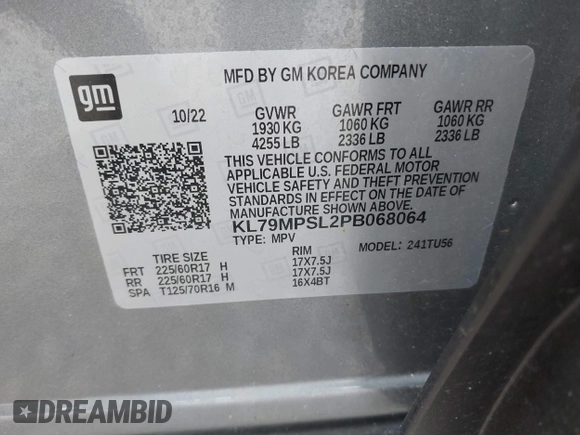 gm
MFD BY GM KOREA COMPANY
10/22
GVWR GAWR FRT GAWR RR
1930 KG 1060 KG 1060 KG
4255 LB 2336 LB 2336 LB
THIS VEHICLE CONFORMS TO ALL
APPLICABLE U.S. FEDERAL MOTOR
VEHICLE SAFETY AND THEFT PREVENTION
STANDARDS IN EFFECT ON THE DATE OF
MANUFACTURE SHOWN ABOVE.
KL79MPSL2PB068064
TYPE: MPV MODEL: 241TU56
TIRE SIZE RIM
FRT 225/60R17 H 17X7.5J
RR 225/60R17 H 17X7.5J
SPA T125/70R16 M 16X4BT
DREAMBID